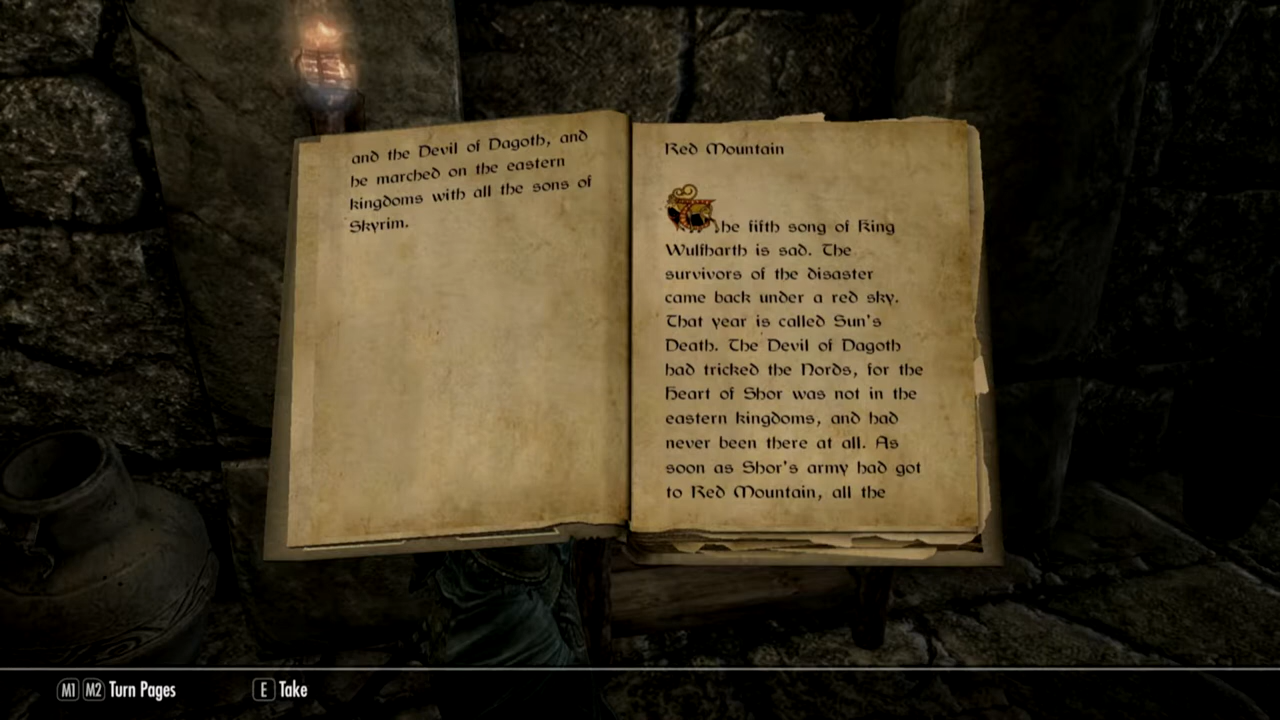 and the Devil of Dagoth, and
he marched on the eastern
kingdoms with all the sons of
Skyrim.
Red Mountain
The fifth song of King
Wulfharth is sad. The
survivors of the disaster
came back under a red sky.
That year is called Sun's
Death. The Devil of Dagoth
had tricked the Nords, for the
Heart of Shor was not in the
eastern kingdoms, and had
never been there at all. As
soon as Shor's army had got
to Red Mountain, all the
M1 M2 Turn Pages
E Take